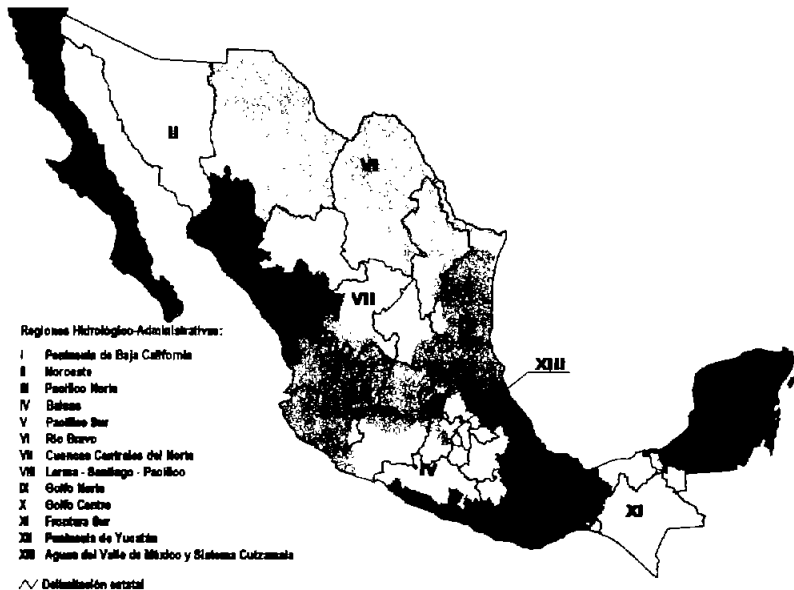 II
VI
VII
XIII
IV
XI
Regiones Hidrológico-Administrativas:
I Península de Baja California
II Noroeste
III Pacífico Norte
IV Balsas
V Pacífico Sur
VI Río Bravo
VII Cuencas Centrales del Norte
VIII Lerma - Santiago - Pacífico
IX Golfo Norte
X Golfo Centro
XI Frontera Sur
XII Península de Yucatán
XIII Aguas del Valle de México y Sistema Cutzamala
Delimitación estatal